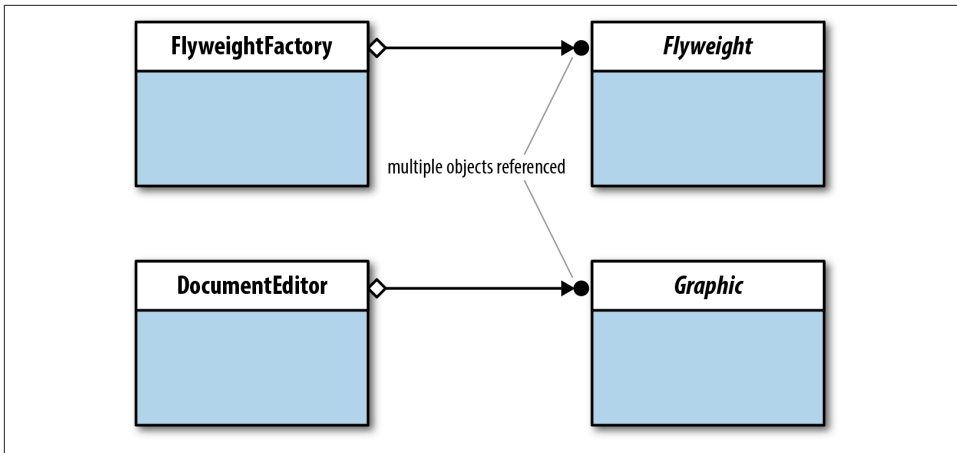 FlyweightFactory
Flyweight
multiple objects referenced
DocumentEditor
Graphic